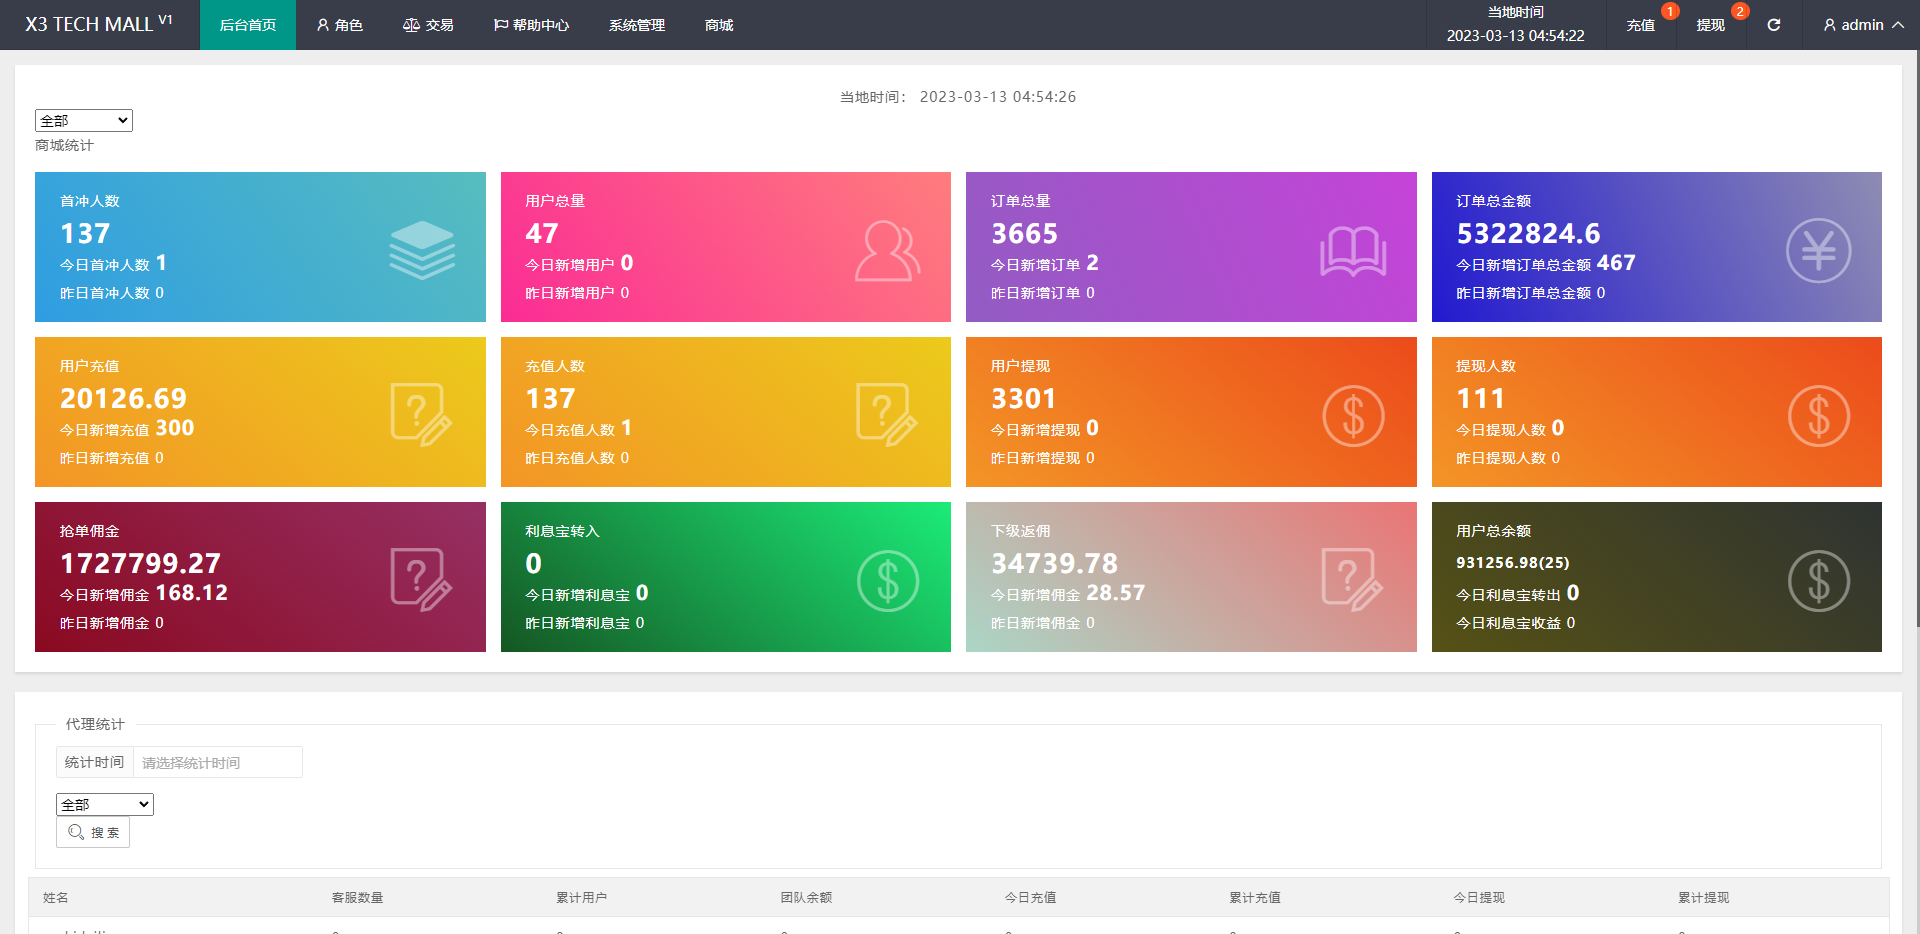 X3 TECH MALL V1
后台首页
角色
交易
帮助中心
系统管理
商城
当地时间
2023-03-13 04:54:22
充值 1
提现 2
admin
当地时间： 2023-03-13 04:54:26
全部
商城统计
首冲人数
137
今日首冲人数 1
昨日首冲人数 0
用户总量
47
今日新增用户 0
昨日新增用户 0
订单总量
3665
今日新增订单 2
昨日新增订单 0
订单总金额
5322824.6
今日新增订单总金额 467
昨日新增订单总金额 0
用户充值
20126.69
今日新增充值 300
昨日新增充值 0
充值人数
137
今日充值人数 1
昨日充值人数 0
用户提现
3301
今日新增提现 0
昨日新增提现 0
提现人数
111
今日提现人数 0
昨日提现人数 0
抢单佣金
1727799.27
今日新增佣金 168.12
昨日新增佣金 0
利息宝转入
0
今日新增利息宝 0
昨日新增利息宝 0
下级返佣
34739.78
今日新增佣金 28.57
昨日新增佣金 0
用户总余额
931256.98(25)
今日利息宝转出 0
今日利息宝收益 0
代理统计
统计时间 请选择统计时间
全部
搜 索
姓名 客服数量 累计用户 团队余额 今日充值 累计充值 今日提现 累计提现